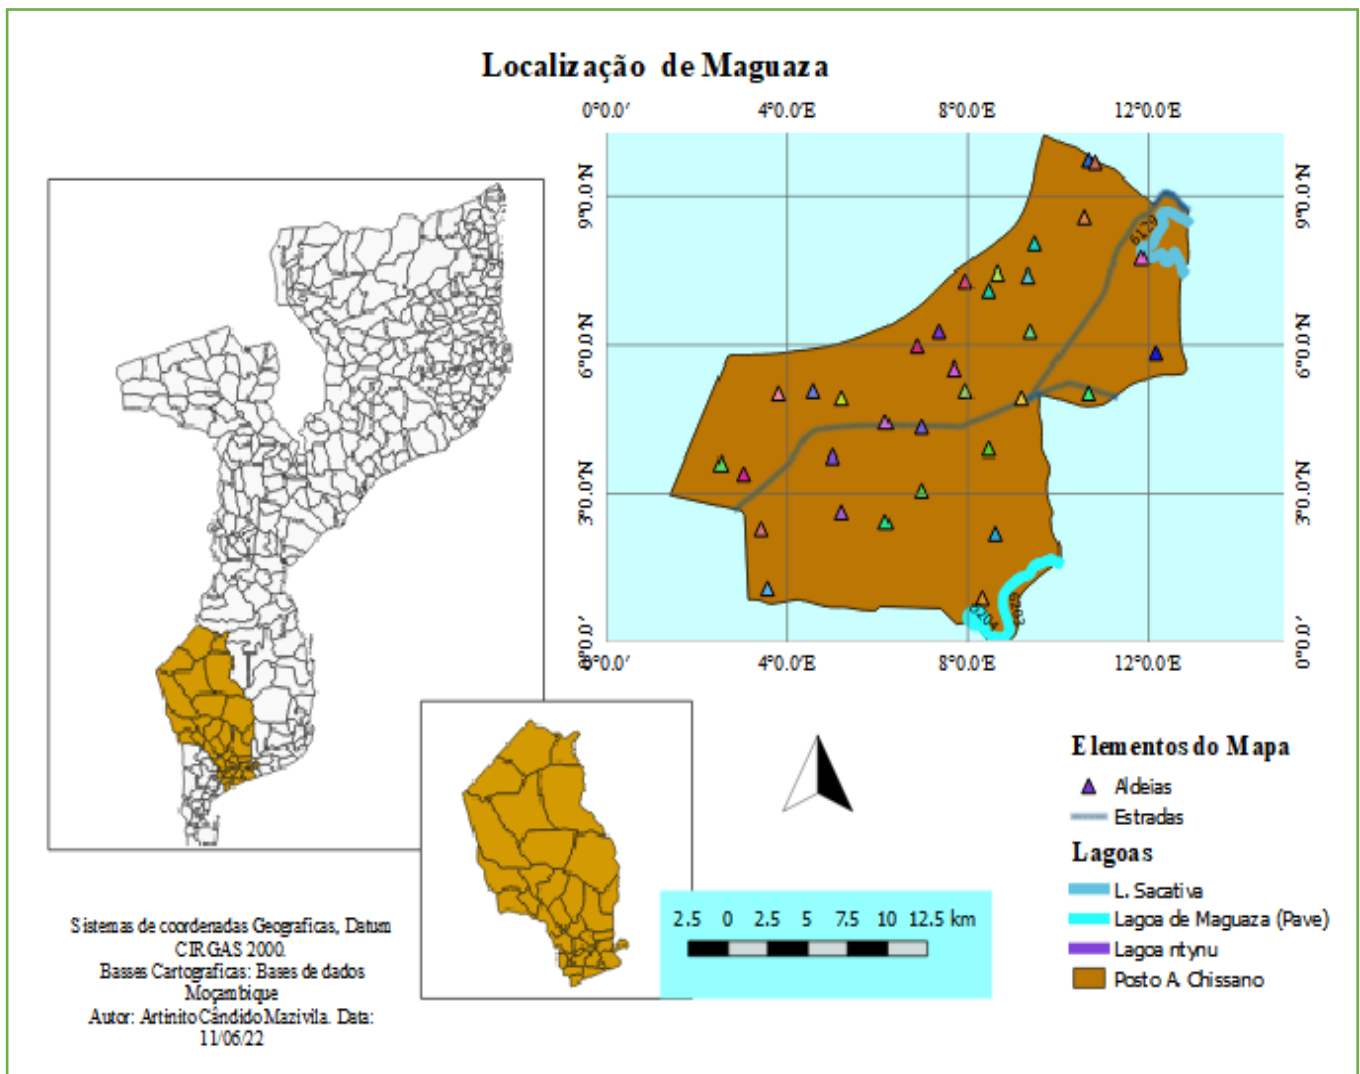 Localização de Maguaza
0°0.0′ 4°0.0′E 8°0.0′E 12°0.0′E
9°0.0′N 9°0.0′N
6°0.0′N 6°0.0′N
3°0.0′N 3°0.0′N
0°0.0′ 0°0.0′
0°0.0′ 4°0.0′E 8°0.0′E 12°0.0′E
6129
6204
6203
Elementos do Mapa
Aldeias
Estradas
Lagoas
L. Sacativa
Lagoa de Maguaza (Pave)
Lagoa ntynu
Posto A. Chissano
2.5 0 2.5 5 7.5 10 12.5 km
Sistemas de coordenadas Geograficas, Datum
CIRGAS 2000.
Basses Cartograficas: Bases de dados
Moçambique
Autor: Artinito Cândido Mazivila. Data:
11/06/22